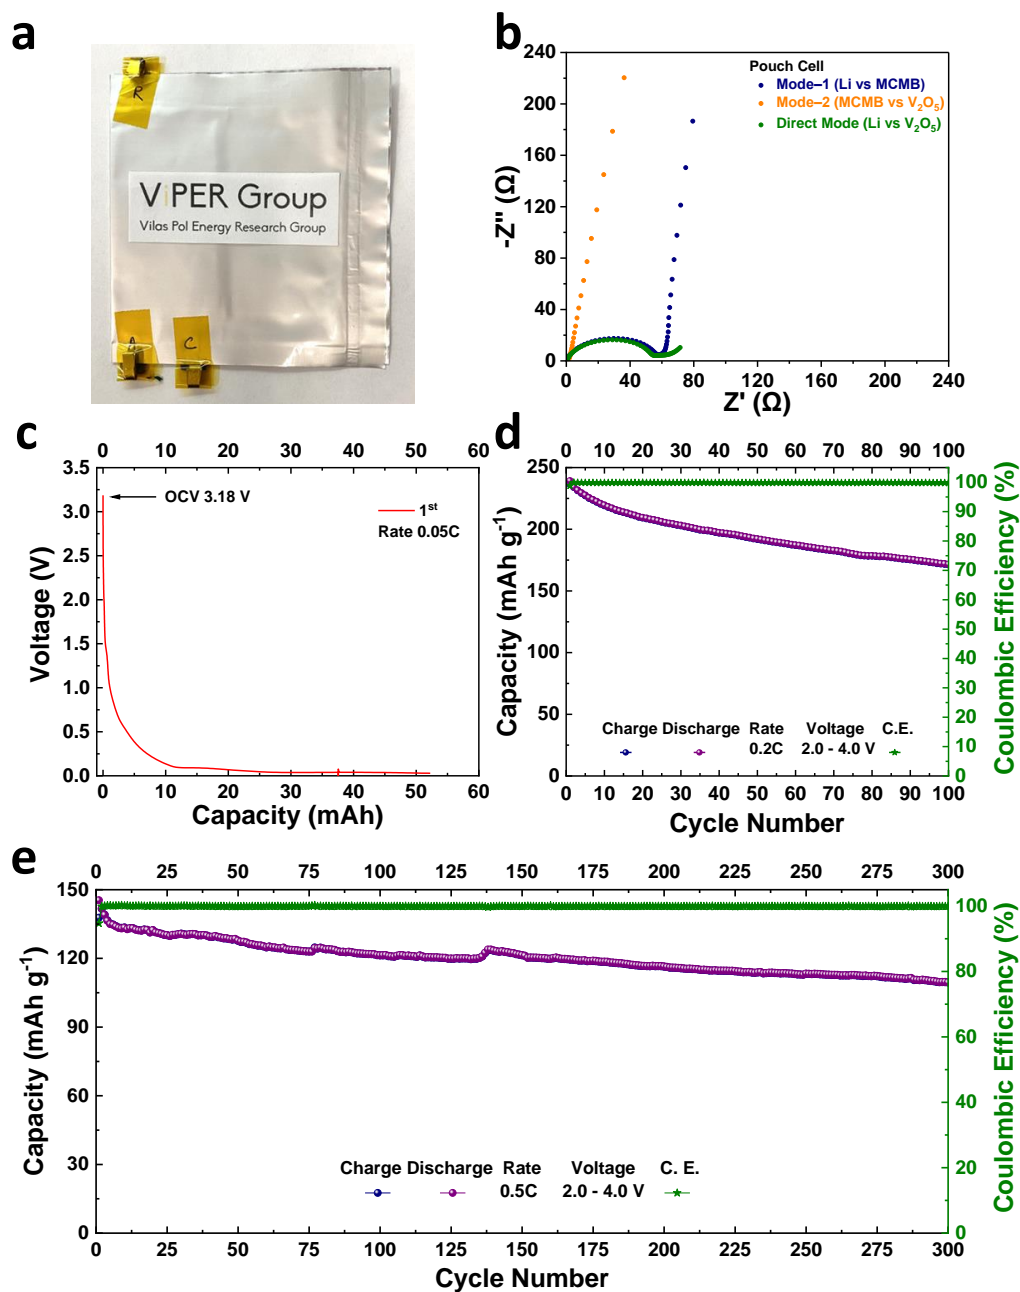 a
R
ViPER Group
Vilas Pol Energy Research Group
A
C
b
240
200
160
120
80
40
0
-Z'' (Ω)
Pouch Cell
Mode–1 (Li vs MCMB)
Mode–2 (MCMB vs V₂O₅)
Direct Mode (Li vs V₂O₅)
0 40 80 120 160 200 240
Z' (Ω)
c
0 10 20 30 40 50 60
3.5
3.0
2.5
2.0
1.5
1.0
0.5
0.0
Voltage (V)
OCV 3.18 V
1st
Rate 0.05C
0 10 20 30 40 50 60
Capacity (mAh)
d
0 10 20 30 40 50 60 70 80 90 100
250
200
150
100
50
0
Capacity (mAh g⁻¹)
Charge Discharge Rate Voltage C.E.
0.2C 2.0 - 4.0 V
100
90
80
70
60
50
40
30
20
10
0
Coulombic Efficiency (%)
0 10 20 30 40 50 60 70 80 90 100
Cycle Number
e
0 25 50 75 100 125 150 175 200 225 250 275 300
150
120
90
60
30
0
Capacity (mAh g⁻¹)
Charge Discharge Rate Voltage C. E.
0.5C 2.0 - 4.0 V
100
80
60
40
20
0
Coulombic Efficiency (%)
0 25 50 75 100 125 150 175 200 225 250 275 300
Cycle Number